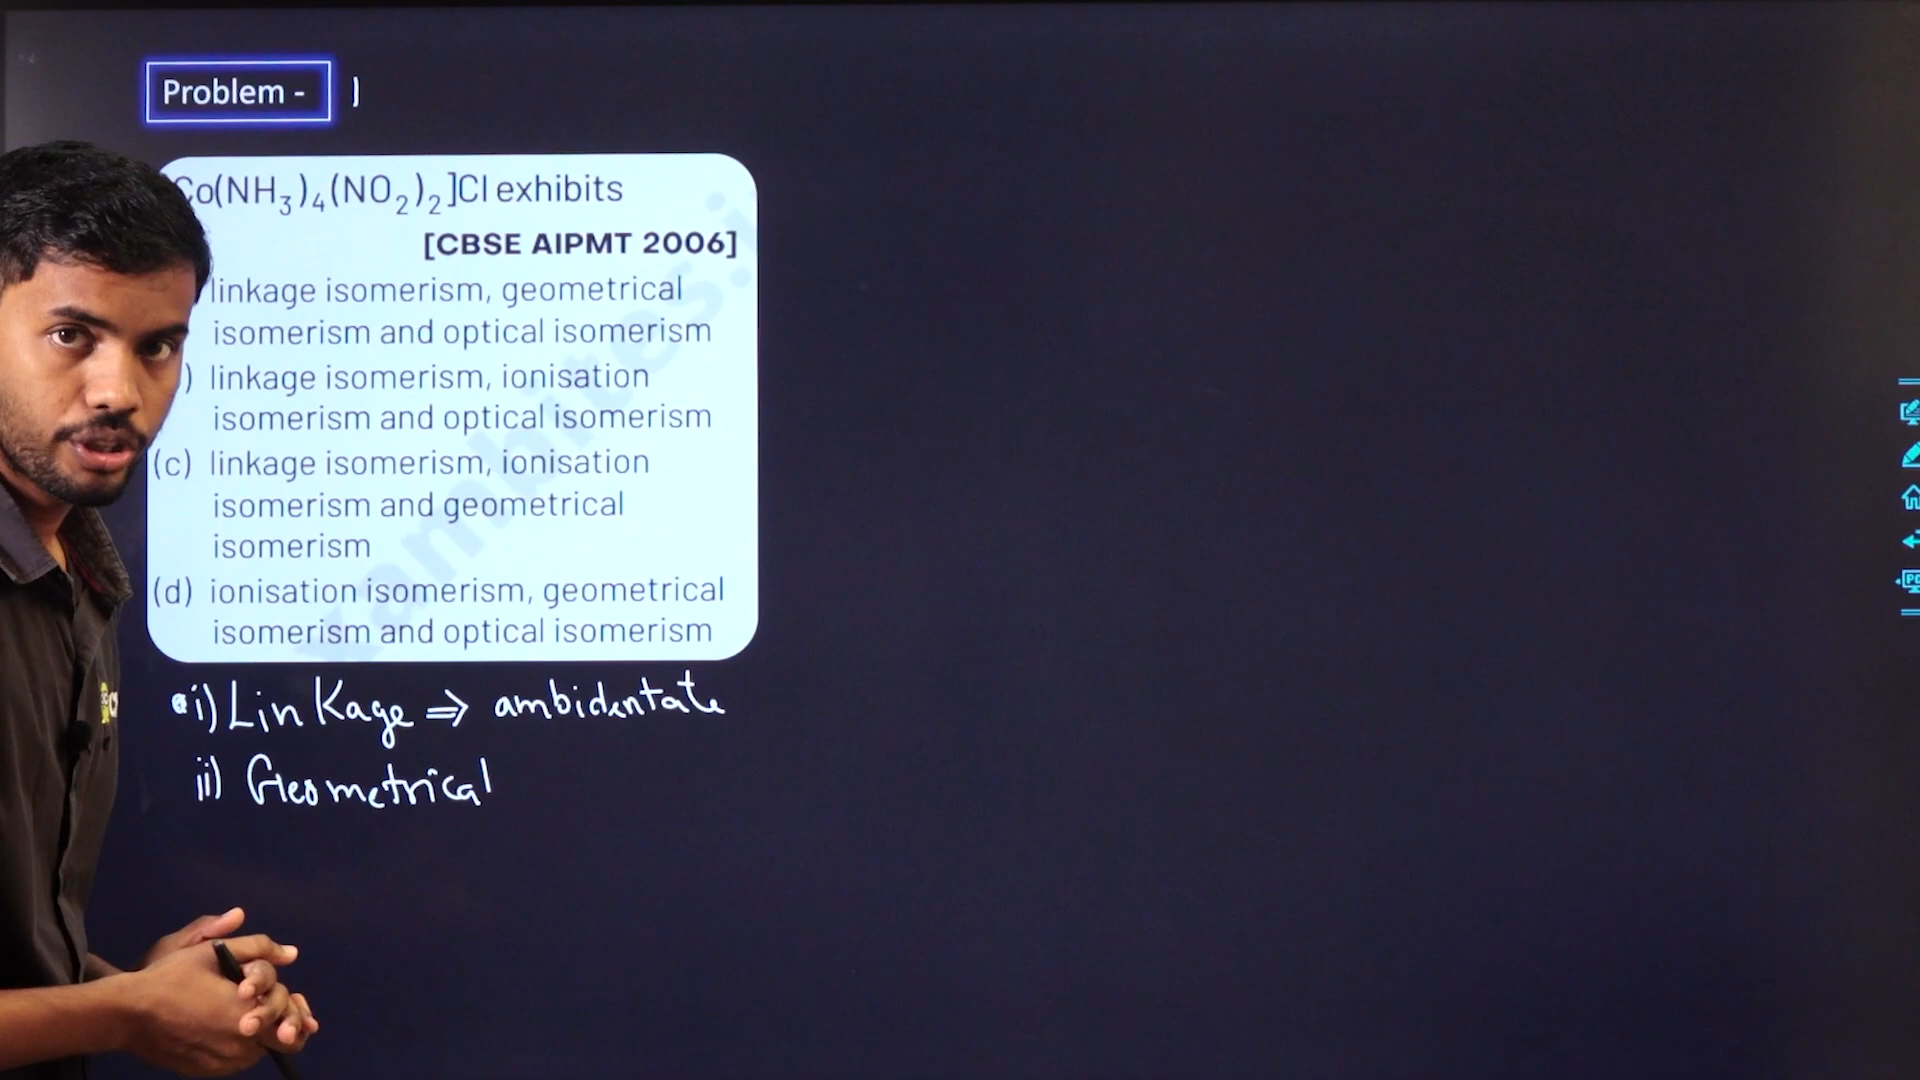 Problem - 1
Co(NH3)4(NO2)2]Cl exhibits
[CBSE AIPMT 2006]
linkage isomerism, geometrical
isomerism and optical isomerism
) linkage isomerism, ionisation
isomerism and optical isomerism
(c) linkage isomerism, ionisation
isomerism and geometrical
isomerism
(d) ionisation isomerism, geometrical
isomerism and optical isomerism
i) Linkage ⇒ ambidentate
ii) Geometrical